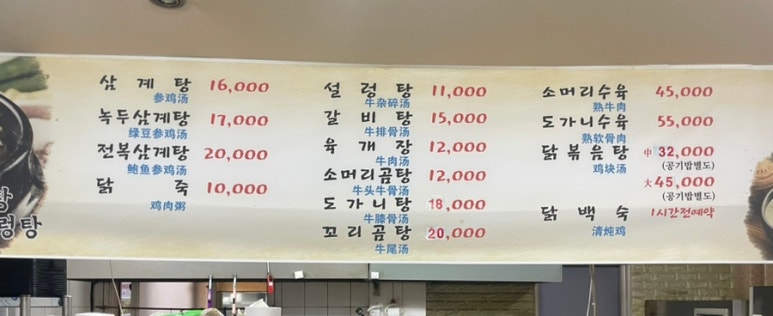 삼계탕 16,000
参鸡汤
녹두삼계탕 17,000
绿豆参鸡汤
전복삼계탕 20,000
鲍鱼参鸡汤
닭죽 10,000
鸡肉粥
탕
렁탕
설렁탕 11,000
牛杂碎汤
갈비탕 15,000
牛排骨汤
육개장 12,000
牛肉汤
소머리곰탕 12,000
牛头牛骨汤
도가니탕 18,000
牛膝骨汤
꼬리곰탕 20,000
牛尾汤
소머리수육 45,000
熟牛肉
도가니수육 55,000
熟软骨肉
닭볶음탕 中 32,000
鸡块汤 (공기밥별도)
大 45,000
(공기밥별도)
닭백숙 1시간전예약
清炖鸡